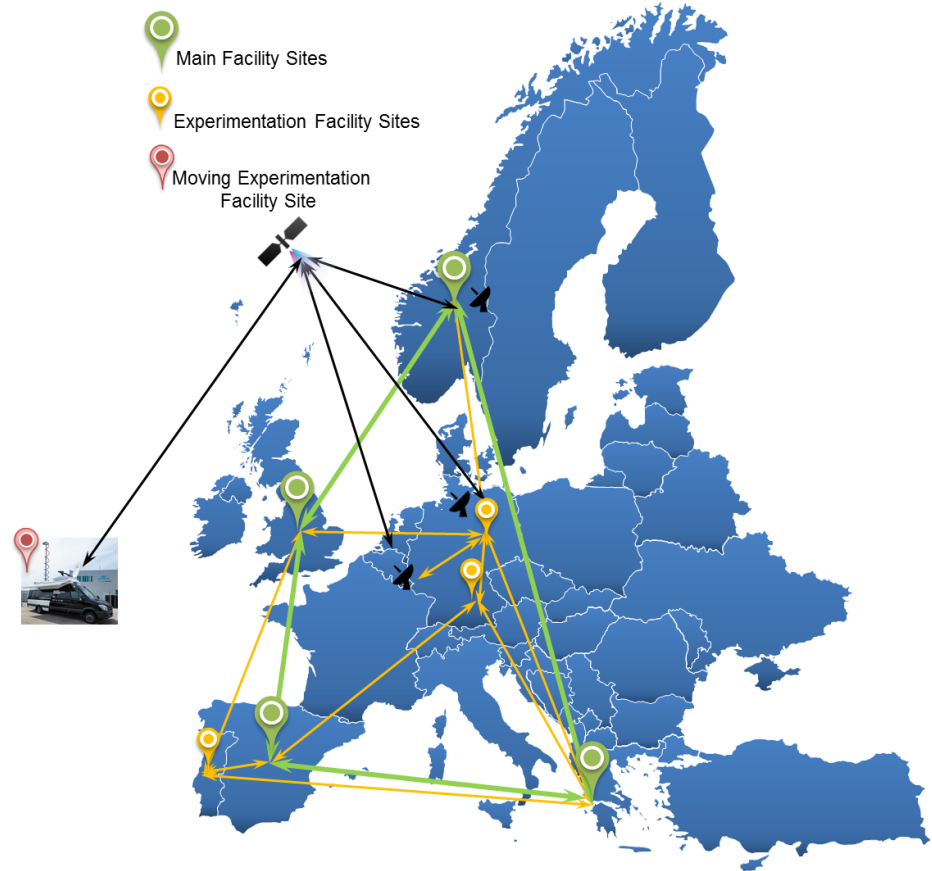 Main Facility Sites
Experimentation Facility Sites
Moving Experimentation
Facility Site